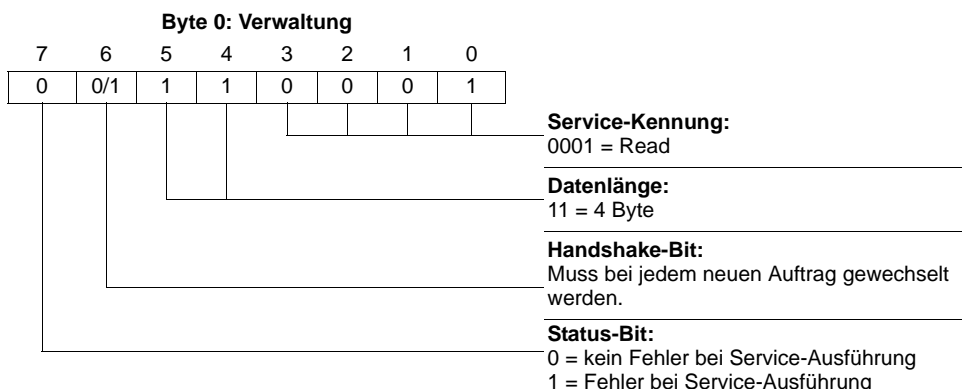 Byte 0: Verwaltung
7 6 5 4 3 2 1 0
0 0/1 1 1 0 0 0 1
Service-Kennung:
0001 = Read
Datenlänge:
11 = 4 Byte
Handshake-Bit:
Muss bei jedem neuen Auftrag gewechselt
werden.
Status-Bit:
0 = kein Fehler bei Service-Ausführung
1 = Fehler bei Service-Ausführung